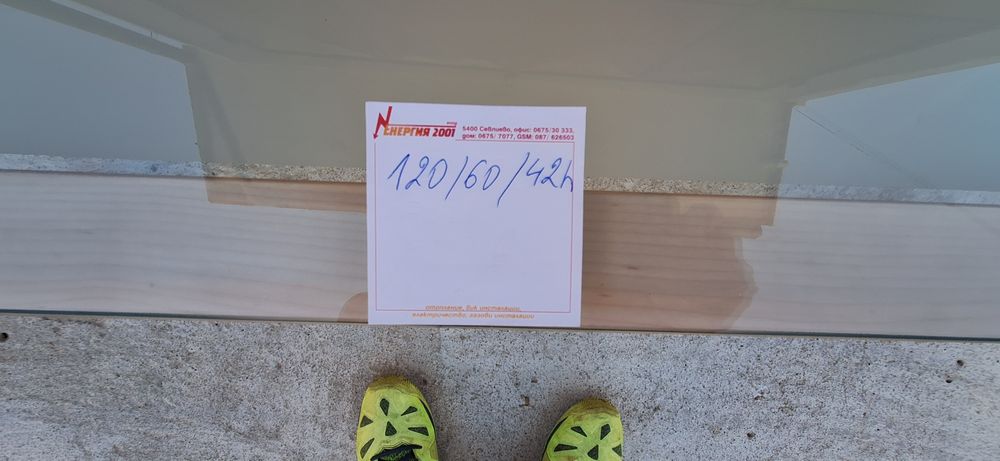 ЕНЕРГИЯ 2001
5400 Севлиево, офис: 0675/30 333,
дом: 0675/ 7077, GSM: 087/ 626503
120/60/42h
отопление, ВиК инсталации,
електричество, газови инсталации